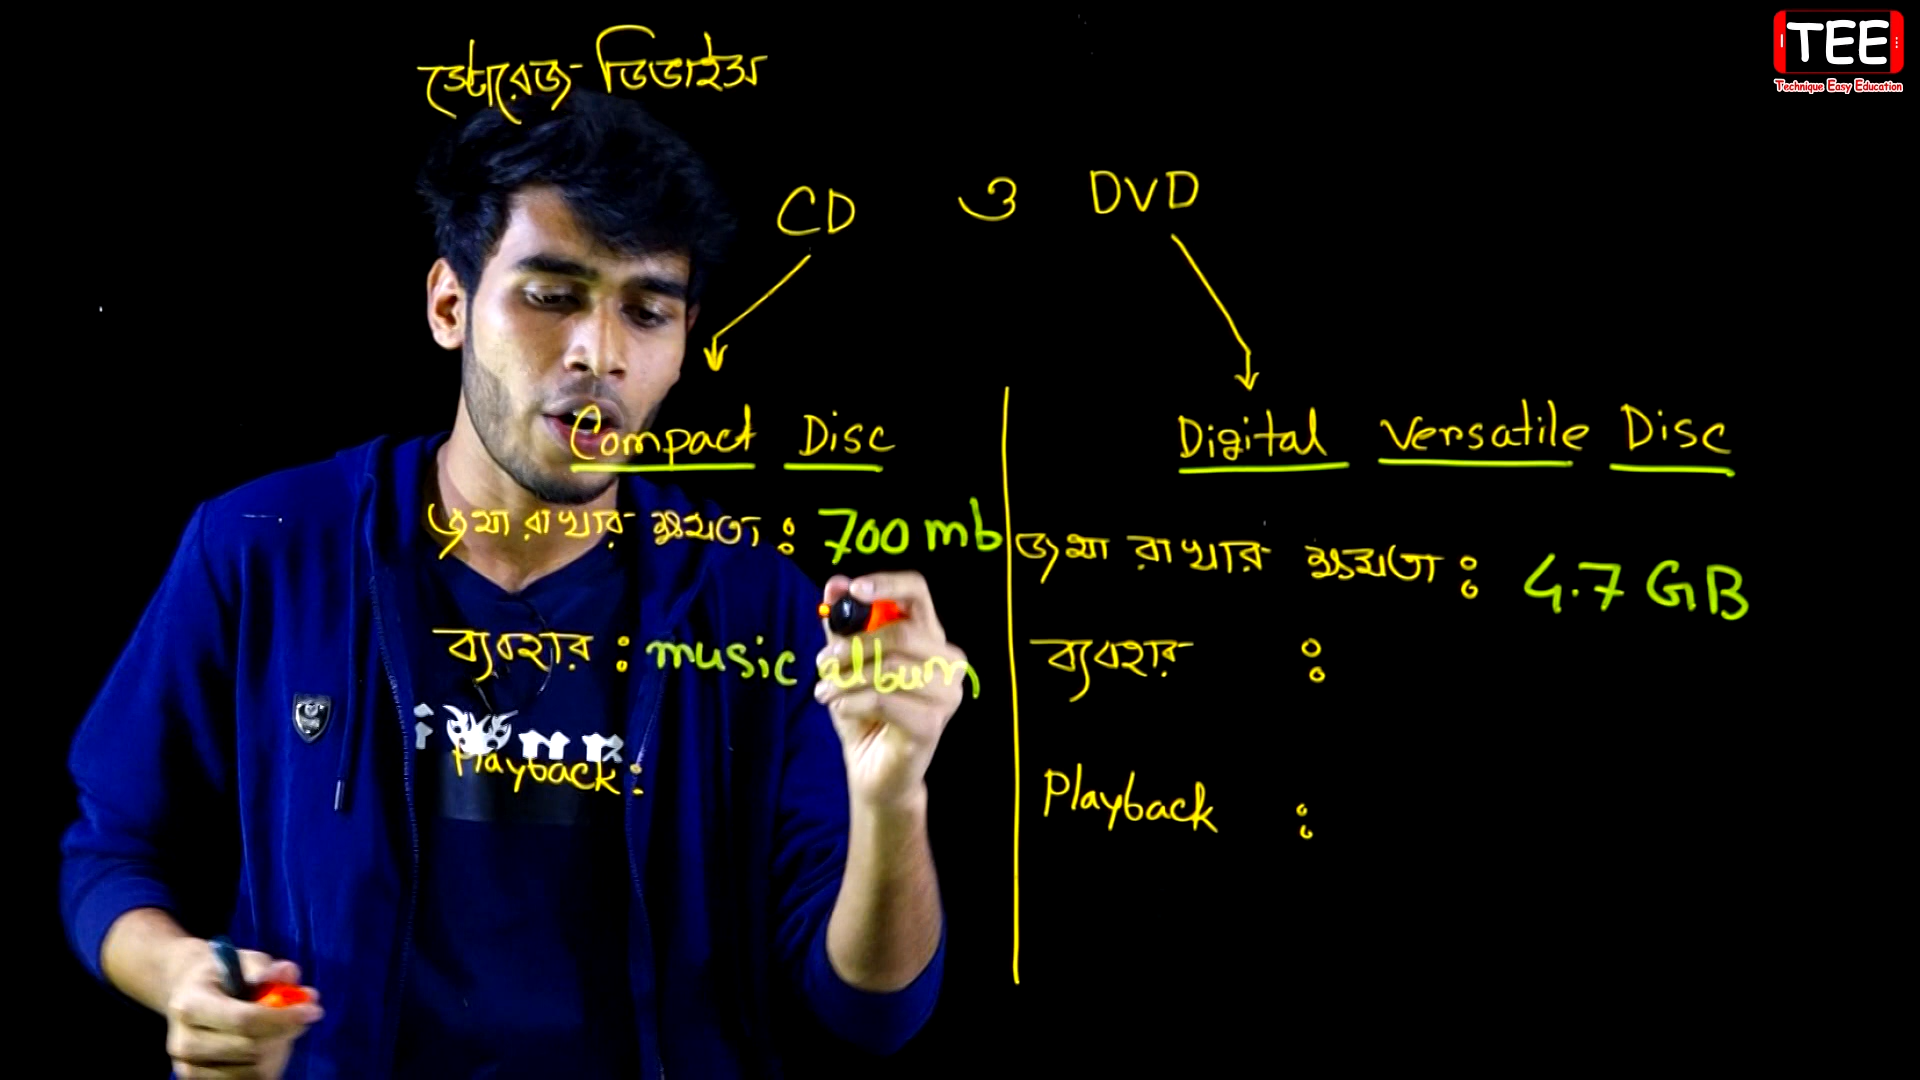 TEE
Technique Easy Education
স্টোরেজ ডিভাইস
CD ও DVD
Compact Disc
Digital Versatile Disc
জমা রাখার ক্ষমতা : 700 mb
জমা রাখার ক্ষমতা : 4.7 GB
ব্যবহার : music album
ব্যবহার :
Playback :
Playback :